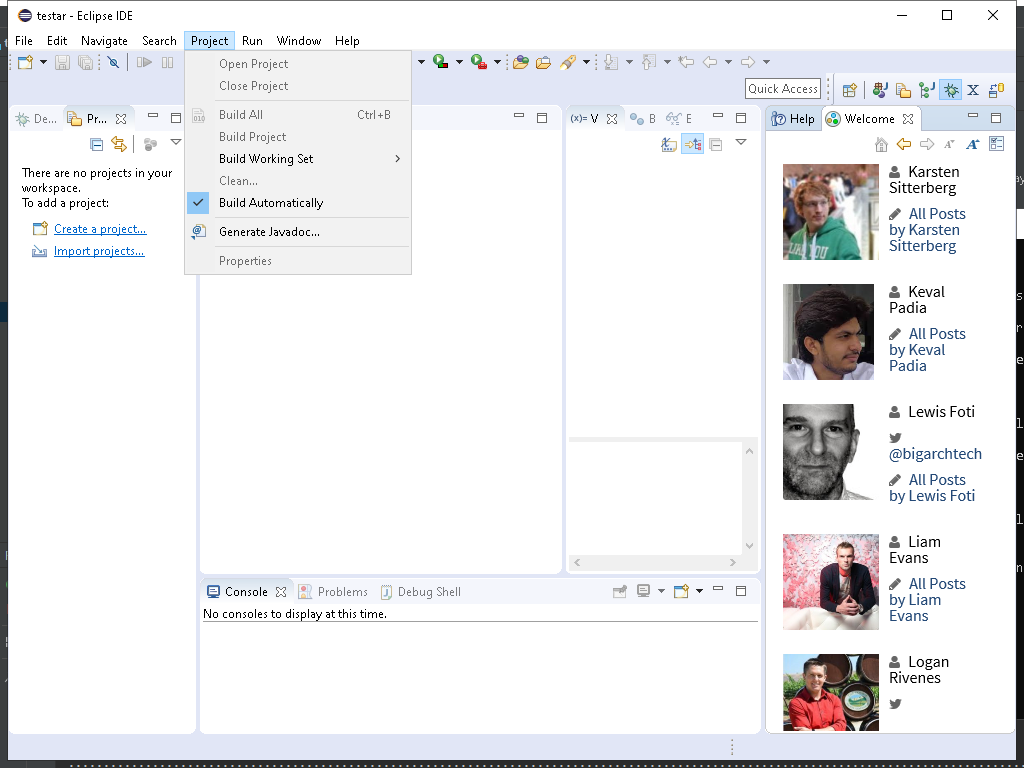 testar - Eclipse IDE
File Edit Navigate Search Project Run Window Help
Open Project
Close Project
Build All Ctrl+B
Build Project
Build Working Set
Clean...
Build Automatically
Generate Javadoc...
Properties
Quick Access
De... Pr...
There are no projects in your
workspace.
To add a project:
Create a project...
Import projects...
(x)= V B E
Help Welcome
Karsten
Sitterberg
All Posts
by Karsten
Sitterberg
Keval
Padia
All Posts
by Keval
Padia
Lewis Foti
@bigarchtech
All Posts
by Lewis Foti
Liam
Evans
All Posts
by Liam
Evans
Logan
Rivenes
Console Problems Debug Shell
No consoles to display at this time.